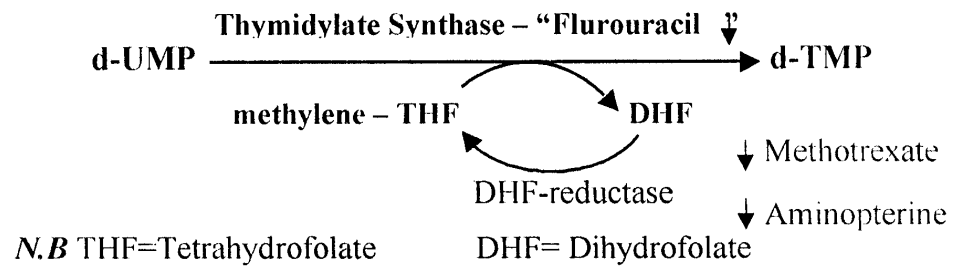 Thymidylate Synthase – “Flurouracil ↓”
d-UMP d-TMP
methylene – THF DHF
↓ Methotrexate
DHF-reductase
↓ Aminopterine
N.B THF=Tetrahydrofolate DHF= Dihydrofolate